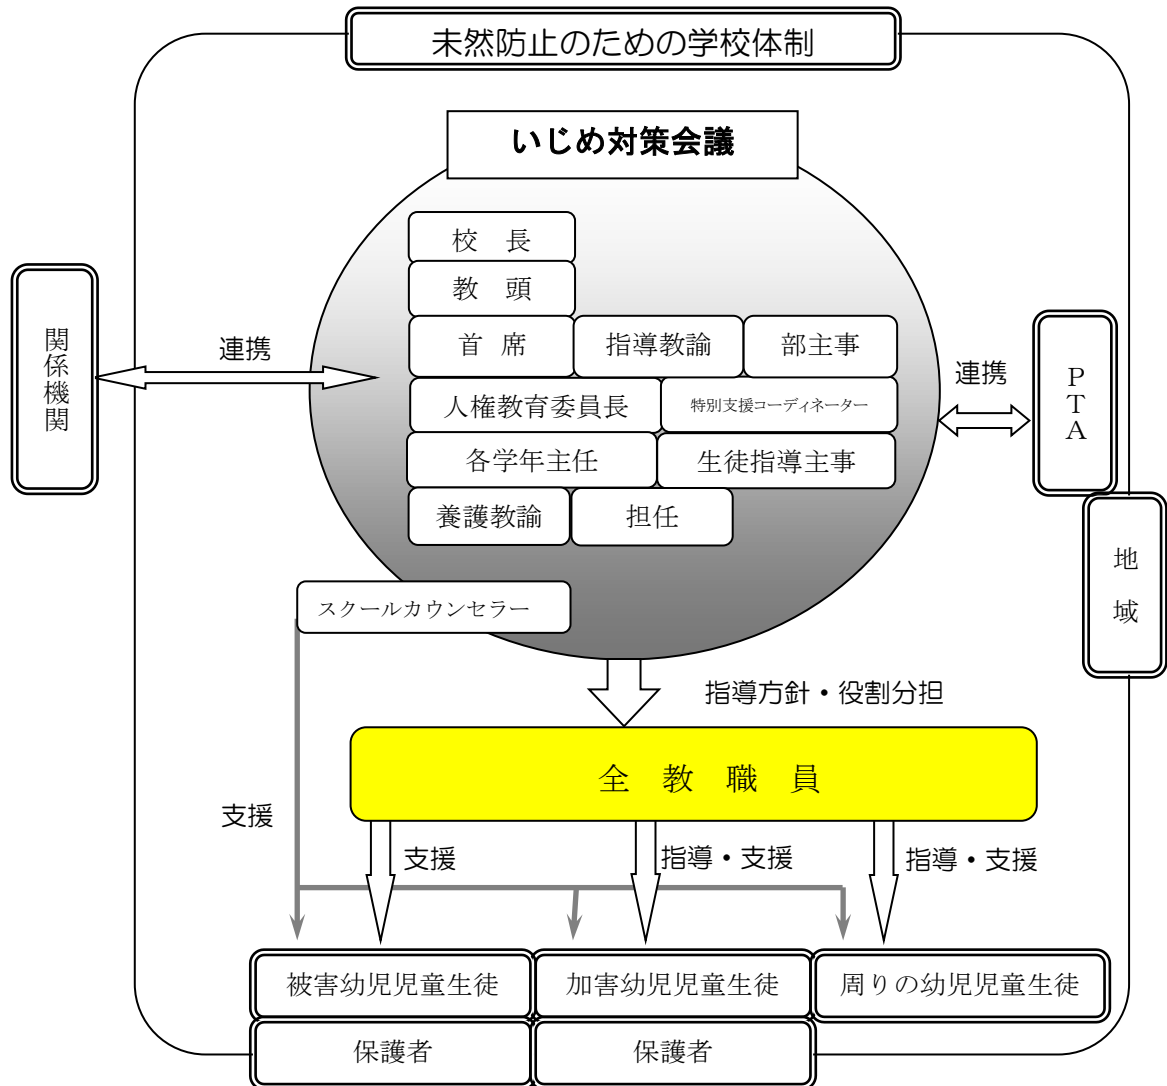 未然防止のための学校体制
いじめ対策会議
校 長
教 頭
首 席
指導教諭
部主事
人権教育委員長
特別支援コーディネーター
各学年主任
生徒指導主事
養護教諭
担任
スクールカウンセラー
関係機関
連携
連携
PTA
地域
指導方針・役割分担
全 教 職 員
支援
支援
指導・支援
指導・支援
被害幼児児童生徒
加害幼児児童生徒
周りの幼児児童生徒
保護者
保護者